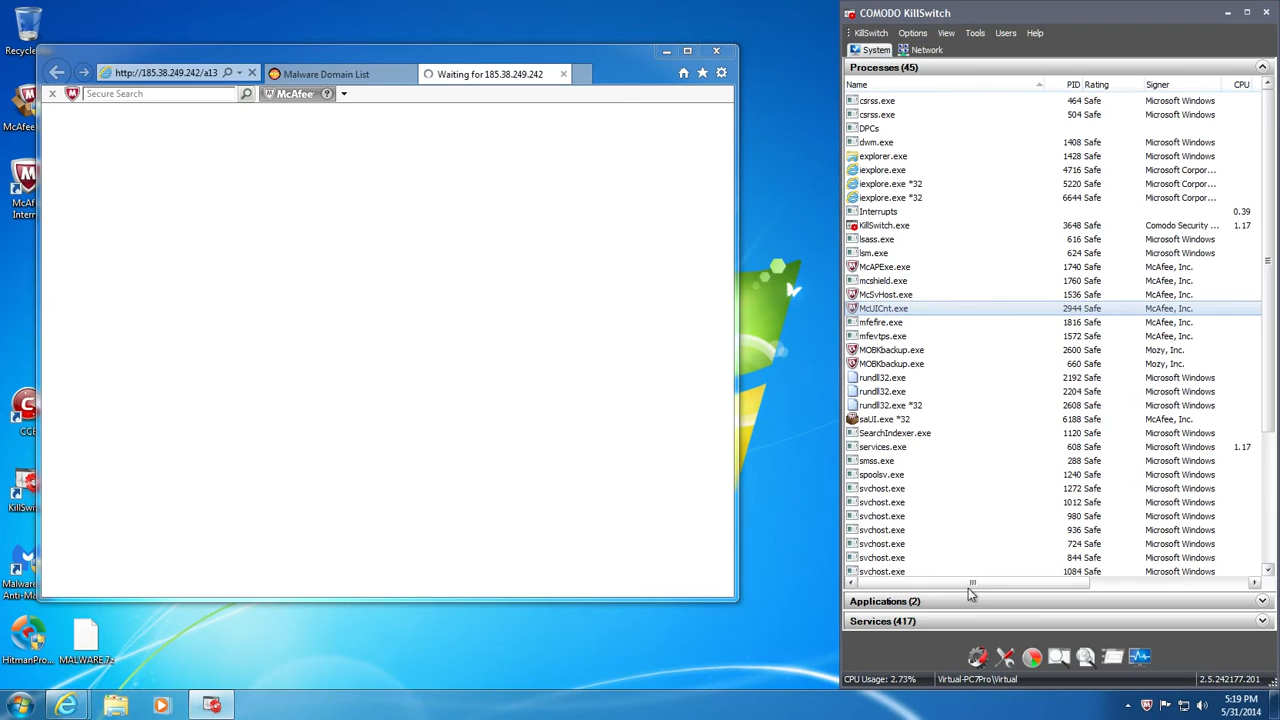 Recycle
McAfee
McAf
Intern
CCE
KillSwi
Malware
Anti-Ma
HitmanPro...
MALWARE.7z
http://185.38.249.242/a13
Malware Domain List
Waiting for 185.38.249.242
Secure Search
McAfee
COMODO KillSwitch
KillSwitch Options View Tools Users Help
System Network
Processes (45)
Name PID Rating Signer CPU
csrss.exe 464 Safe Microsoft Windows
csrss.exe 504 Safe Microsoft Windows
DPCs
dwm.exe 1408 Safe Microsoft Windows
explorer.exe 1428 Safe Microsoft Windows
iexplore.exe 4716 Safe Microsoft Corpor...
iexplore.exe *32 5220 Safe Microsoft Corpor...
iexplore.exe *32 6644 Safe Microsoft Corpor...
Interrupts 0.39
KillSwitch.exe 3648 Safe Comodo Security ... 1.17
lsass.exe 616 Safe Microsoft Windows
lsm.exe 624 Safe Microsoft Windows
McAPExe.exe 1740 Safe McAfee, Inc.
mcshield.exe 1760 Safe McAfee, Inc.
McSvHost.exe 1536 Safe McAfee, Inc.
McUICnt.exe 2944 Safe McAfee, Inc.
mfefire.exe 1816 Safe McAfee, Inc.
mfevtps.exe 1572 Safe McAfee, Inc.
MOBKbackup.exe 2600 Safe Mozy, Inc.
MOBKbackup.exe 660 Safe Mozy, Inc.
rundll32.exe 2192 Safe Microsoft Windows
rundll32.exe 2204 Safe Microsoft Windows
rundll32.exe *32 2608 Safe Microsoft Windows
saUI.exe *32 6188 Safe McAfee, Inc.
SearchIndexer.exe 1120 Safe Microsoft Windows
services.exe 608 Safe Microsoft Windows 1.17
smss.exe 288 Safe Microsoft Windows
spoolsv.exe 1240 Safe Microsoft Windows
svchost.exe 1272 Safe Microsoft Windows
svchost.exe 1012 Safe Microsoft Windows
svchost.exe 980 Safe Microsoft Windows
svchost.exe 936 Safe Microsoft Windows
svchost.exe 724 Safe Microsoft Windows
svchost.exe 844 Safe Microsoft Windows
svchost.exe 1084 Safe Microsoft Windows
Applications (2)
Services (417)
CPU Usage: 2.73% Virtual-PC7Pro\Virtual 2.5.242177.201
5:19 PM
5/31/2014